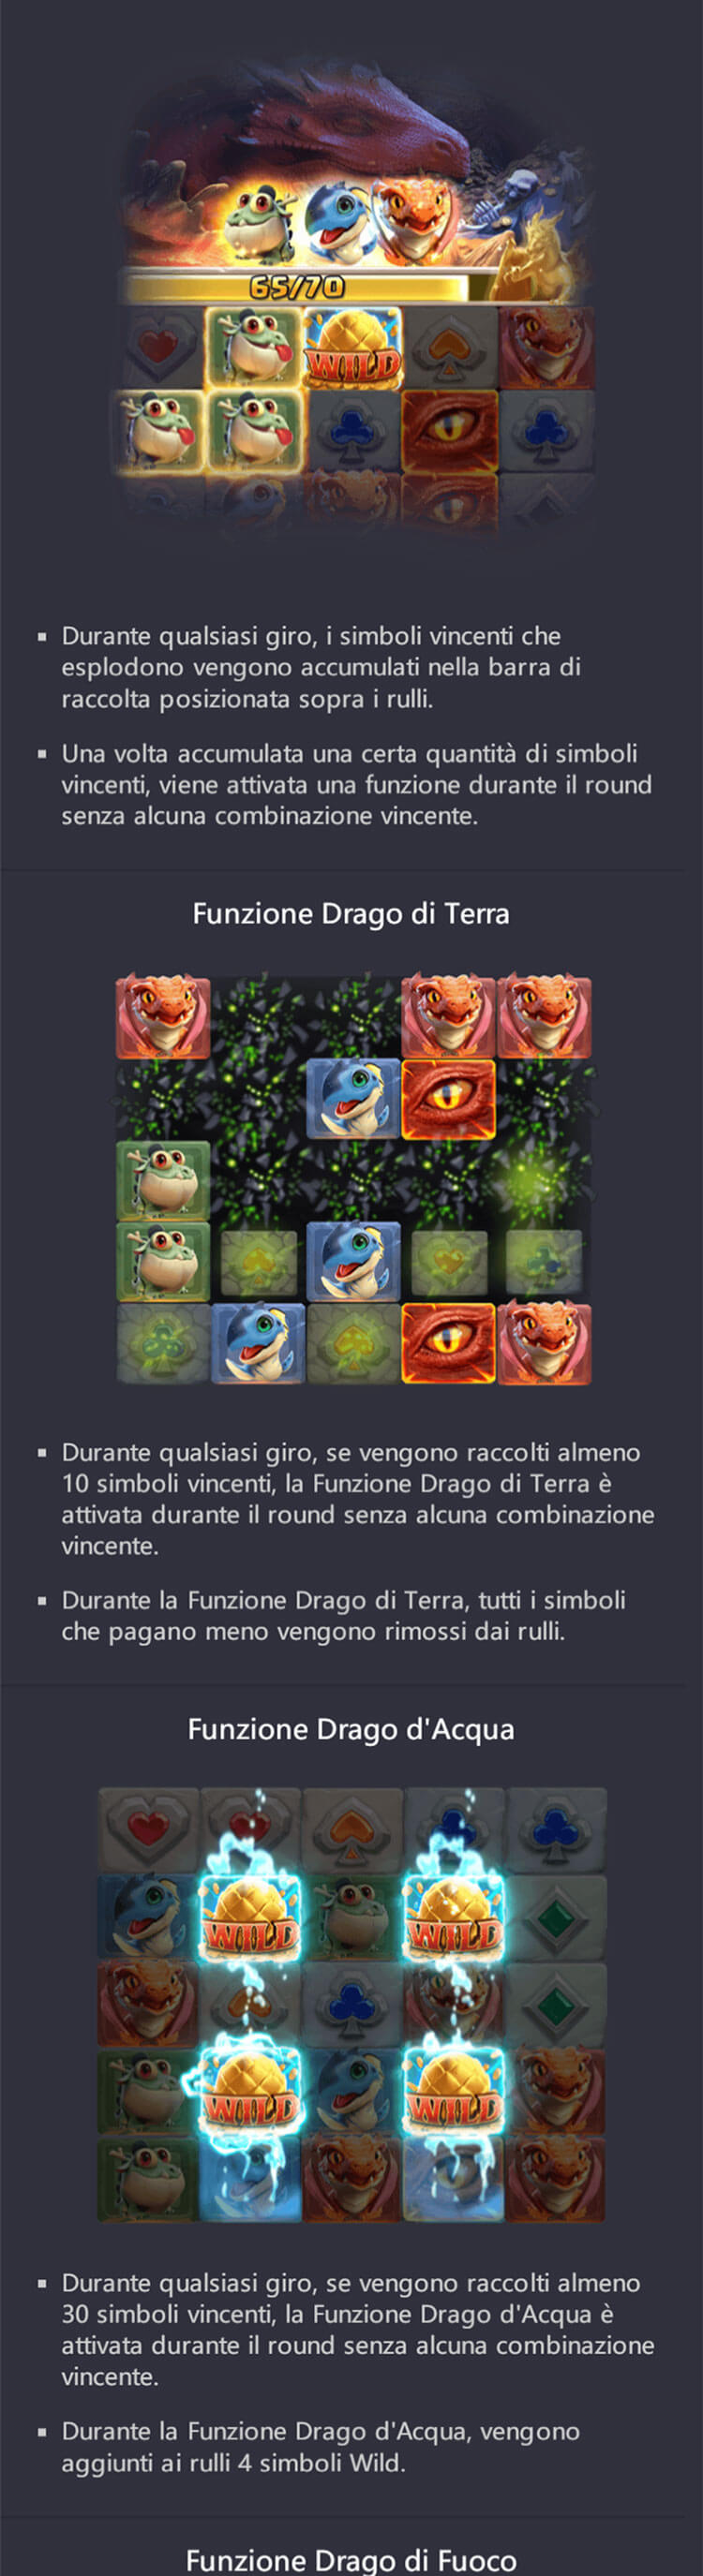 65/70
WILD
Durante qualsiasi giro, i simboli vincenti che
esplodono vengono accumulati nella barra di
raccolta posizionata sopra i rulli.
Una volta accumulata una certa quantità di simboli
vincenti, viene attivata una funzione durante il round
senza alcuna combinazione vincente.
Funzione Drago di Terra
Durante qualsiasi giro, se vengono raccolti almeno
10 simboli vincenti, la Funzione Drago di Terra è
attivata durante il round senza alcuna combinazione
vincente.
Durante la Funzione Drago di Terra, tutti i simboli
che pagano meno vengono rimossi dai rulli.
Funzione Drago d'Acqua
WILD WILD
WILD WILD
Durante qualsiasi giro, se vengono raccolti almeno
30 simboli vincenti, la Funzione Drago d'Acqua è
attivata durante il round senza alcuna combinazione
vincente.
Durante la Funzione Drago d'Acqua, vengono
aggiunti ai rulli 4 simboli Wild.
Funzione Drago di Fuoco